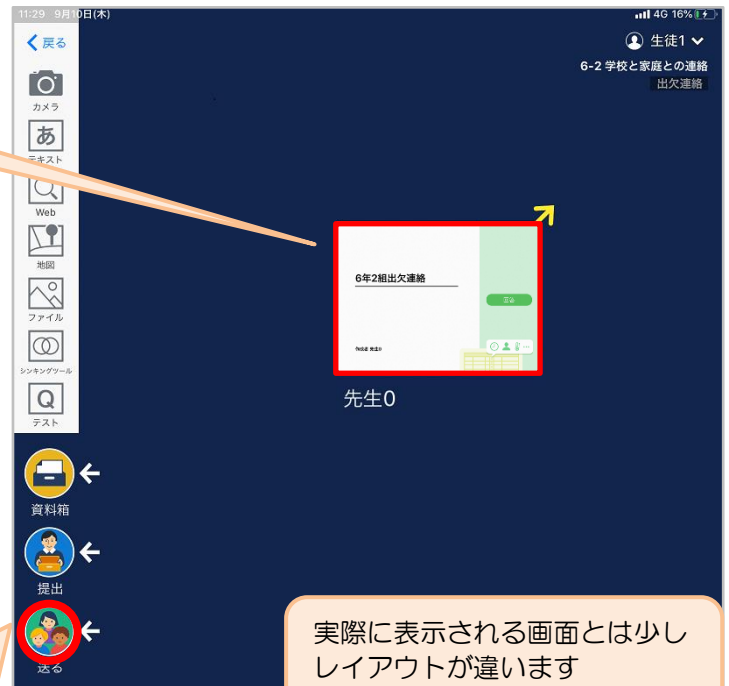 11:29 9月10日(木)
4G 16%
戻る
生徒1
6-2 学校と家庭との連絡
出欠連絡
カメラ
あ
テキスト
Web
地図
ファイル
シンキングツール
Q
テスト
6年2組出欠連絡
先生0
資料箱
提出
送る
実際に表示される画面とは少し
レイアウトが違います